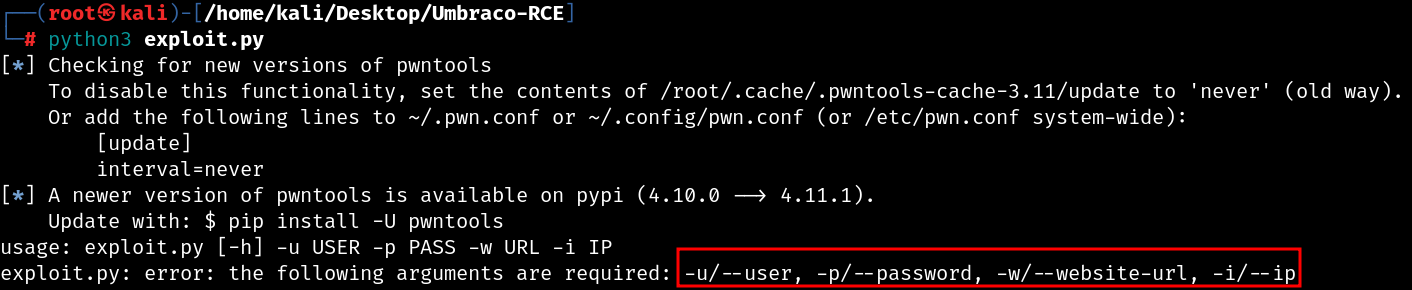 ┌──(root㉿kali)-[/home/kali/Desktop/Umbraco-RCE]
└─# python3 exploit.py
[*] Checking for new versions of pwntools
    To disable this functionality, set the contents of /root/.cache/.pwntools-cache-3.11/update to 'never' (old way).
    Or add the following lines to ~/.pwn.conf or ~/.config/pwn.conf (or /etc/pwn.conf system-wide):
        [update]
        interval=never
[*] A newer version of pwntools is available on pypi (4.10.0 --> 4.11.1).
    Update with: $ pip install -U pwntools
usage: exploit.py [-h] -u USER -p PASS -w URL -i IP
exploit.py: error: the following arguments are required: -u/--user, -p/--password, -w/--website-url, -i/--ip